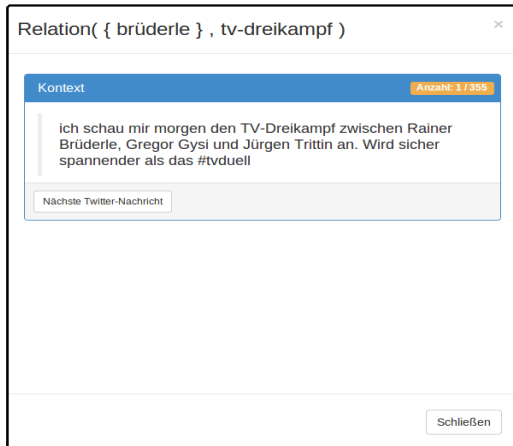 Relation( { brüderle } , tv-dreikampf )
×
Kontext
Anzahl: 1 / 355
ich schau mir morgen den TV-Dreikampf zwischen Rainer
Brüderle, Gregor Gysi und Jürgen Trittin an. Wird sicher
spannender als das #tvduell
Nächste Twitter-Nachricht
Schließen